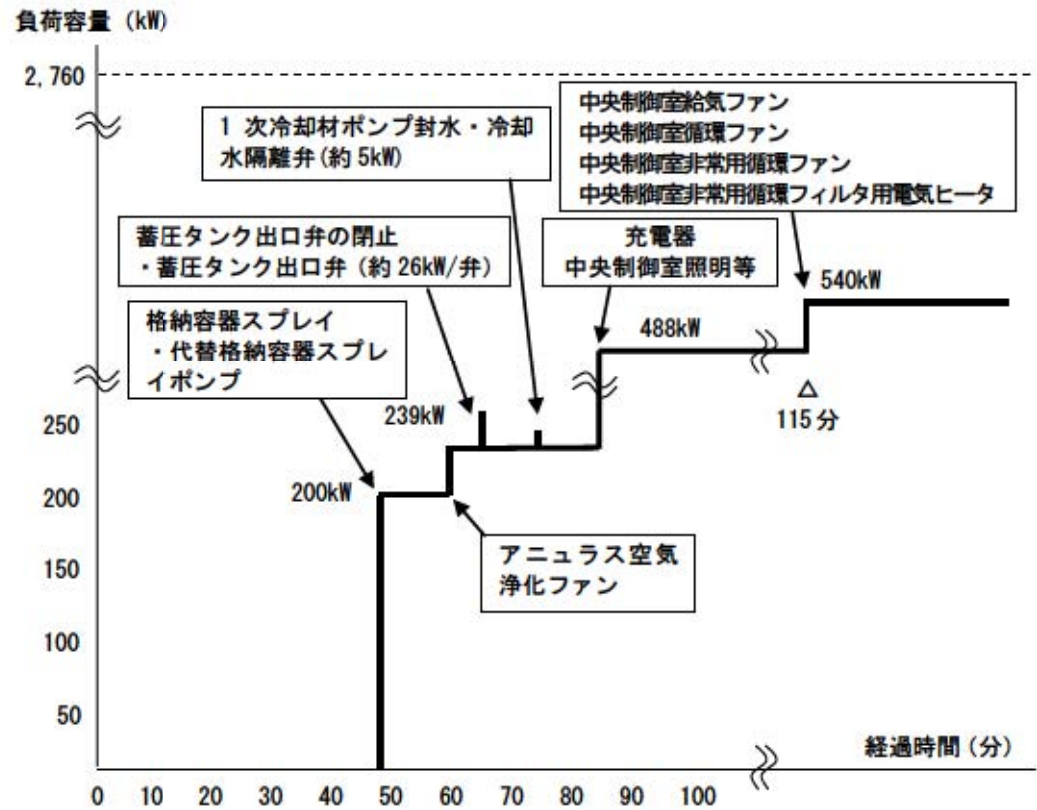 負荷容量 (kW)
2,760
中央制御室給気ファン
中央制御室循環ファン
中央制御室非常用循環ファン
中央制御室非常用循環フィルタ用電気ヒータ
1 次冷却材ポンプ封水・冷却
水隔離弁(約 5kW)
蓄圧タンク出口弁の閉止
・蓄圧タンク出口弁 (約 26kW/弁)
充電器
中央制御室照明等
格納容器スプレイ
・代替格納容器スプレ
イポンプ
540kW
488kW
115 分
239kW
200kW
アニュラス空気
浄化ファン
250
200
150
100
50
経過時間 (分)
0 10 20 30 40 50 60 70 80 90 100